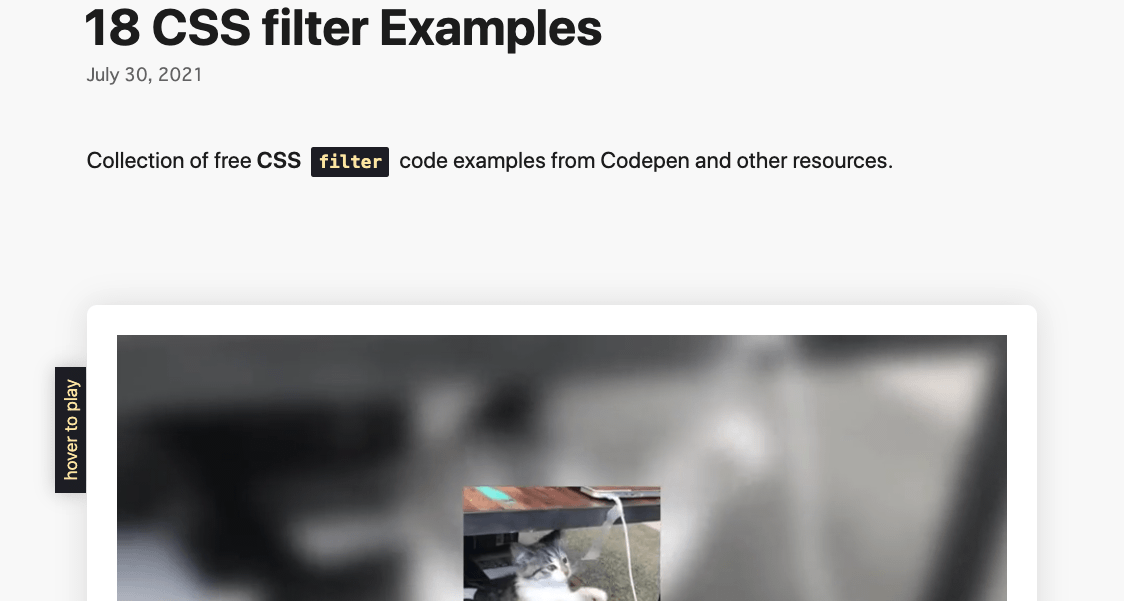 18 CSS filter Examples
July 30, 2021
Collection of free CSS filter code examples from Codepen and other resources.
hover to play